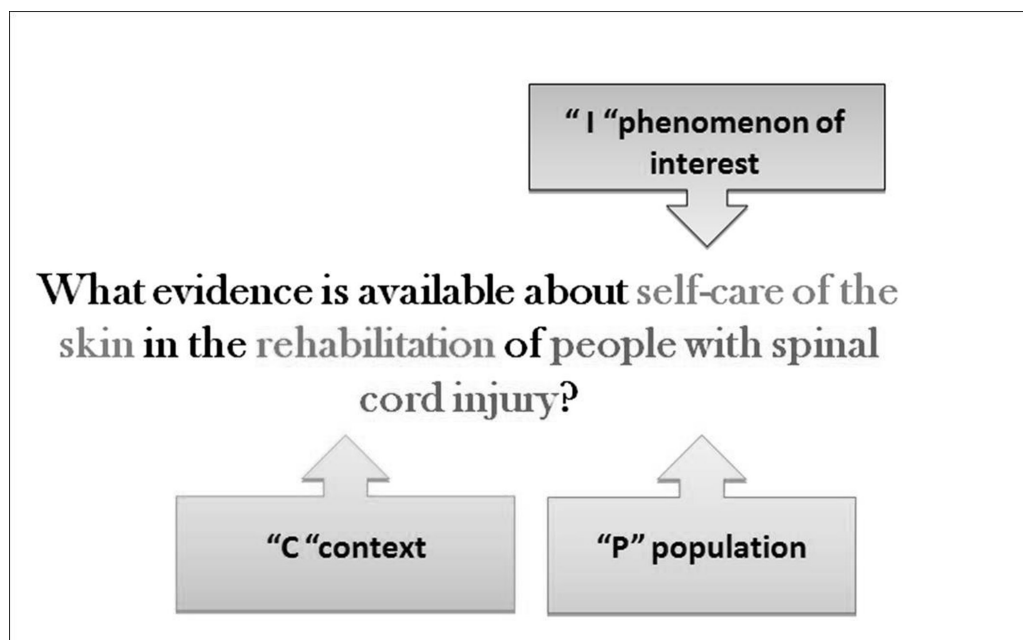 “ I “phenomenon of
interest
What evidence is available about self-care of the
skin in the rehabilitation of people with spinal
cord injury?
“C “context
“P” population